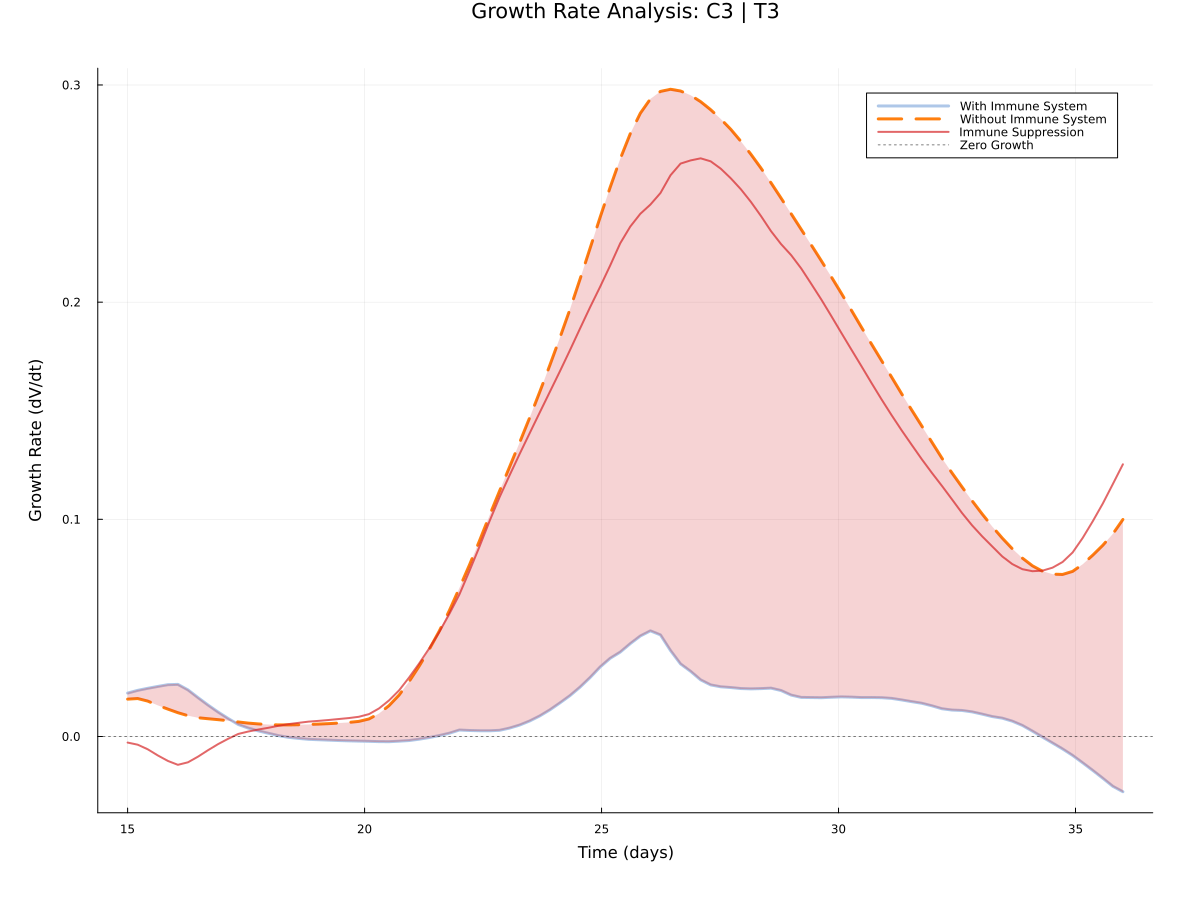 Growth Rate Analysis: C3 | T3
With Immune System
Without Immune System
Immune Suppression
Zero Growth
Growth Rate (dV/dt)
0.3
0.2
0.1
0.0
15
20
25
30
35
Time (days)